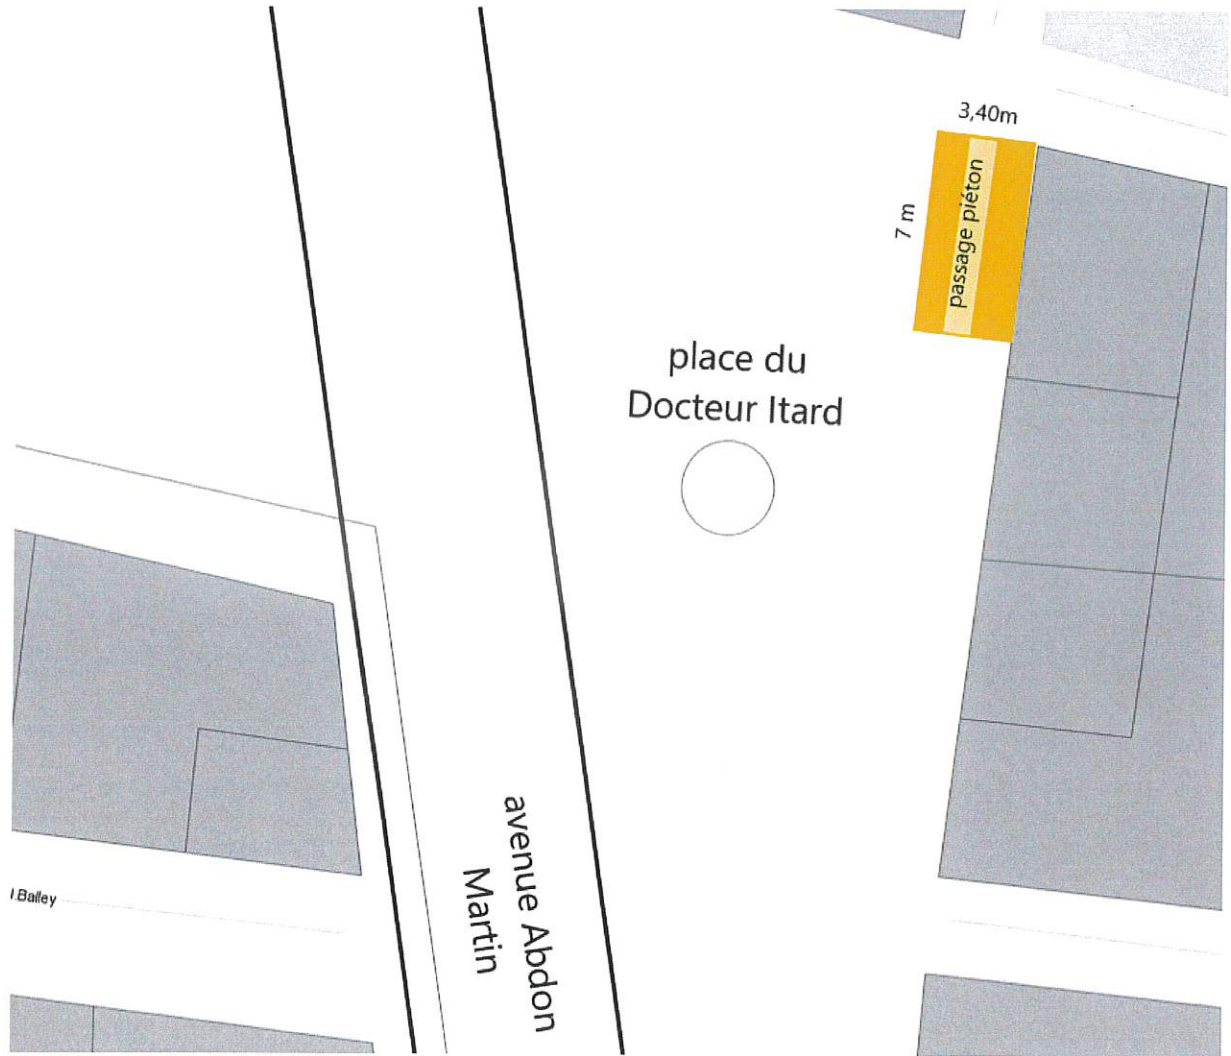 3,40m
7 m
passage piéton
place du
Docteur Itard
avenue Abdon
Martin
l.Balley